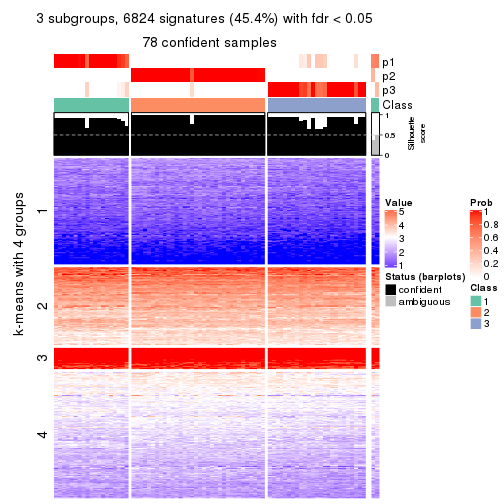 3 subgroups, 6824 signatures (45.4%) with fdr < 0.05
78 confident samples
p1
p2
p3
Class
1
0.5
0
Silhouette
score
k-means with 4 groups
1
2
3
4
Value
5
4
3
2
1
Status (barplots)
confident
ambiguous
Prob
1
0.8
0.6
0.4
0.2
0
Class
1
2
3